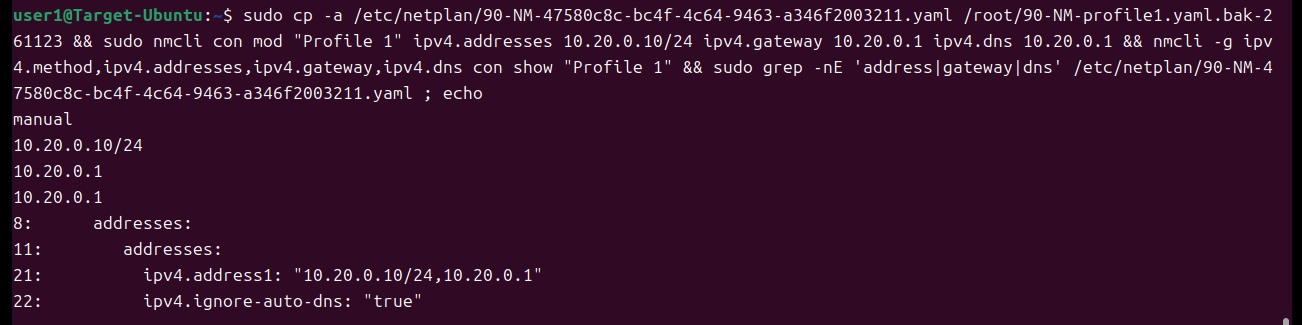 user1@Target-Ubuntu:~$ sudo cp -a /etc/netplan/90-NM-47580c8c-bc4f-4c64-9463-a346f2003211.yaml /root/90-NM-profile1.yaml.bak-2
61123 && sudo nmcli con mod "Profile 1" ipv4.addresses 10.20.0.10/24 ipv4.gateway 10.20.0.1 ipv4.dns 10.20.0.1 && nmcli -g ipv
4.method,ipv4.addresses,ipv4.gateway,ipv4.dns con show "Profile 1" && sudo grep -nE 'address|gateway|dns' /etc/netplan/90-NM-4
7580c8c-bc4f-4c64-9463-a346f2003211.yaml ; echo
manual
10.20.0.10/24
10.20.0.1
10.20.0.1
8:      addresses:
11:        addresses:
21:          ipv4.address1: "10.20.0.10/24,10.20.0.1"
22:          ipv4.ignore-auto-dns: "true"